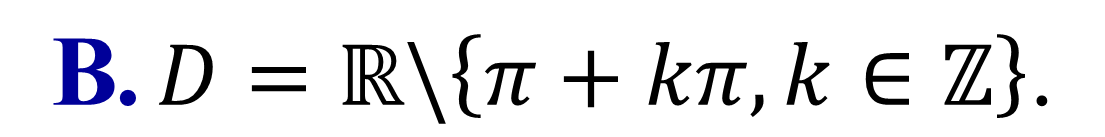 B. D = ℝ\{π + kπ, k ∈ ℤ}.